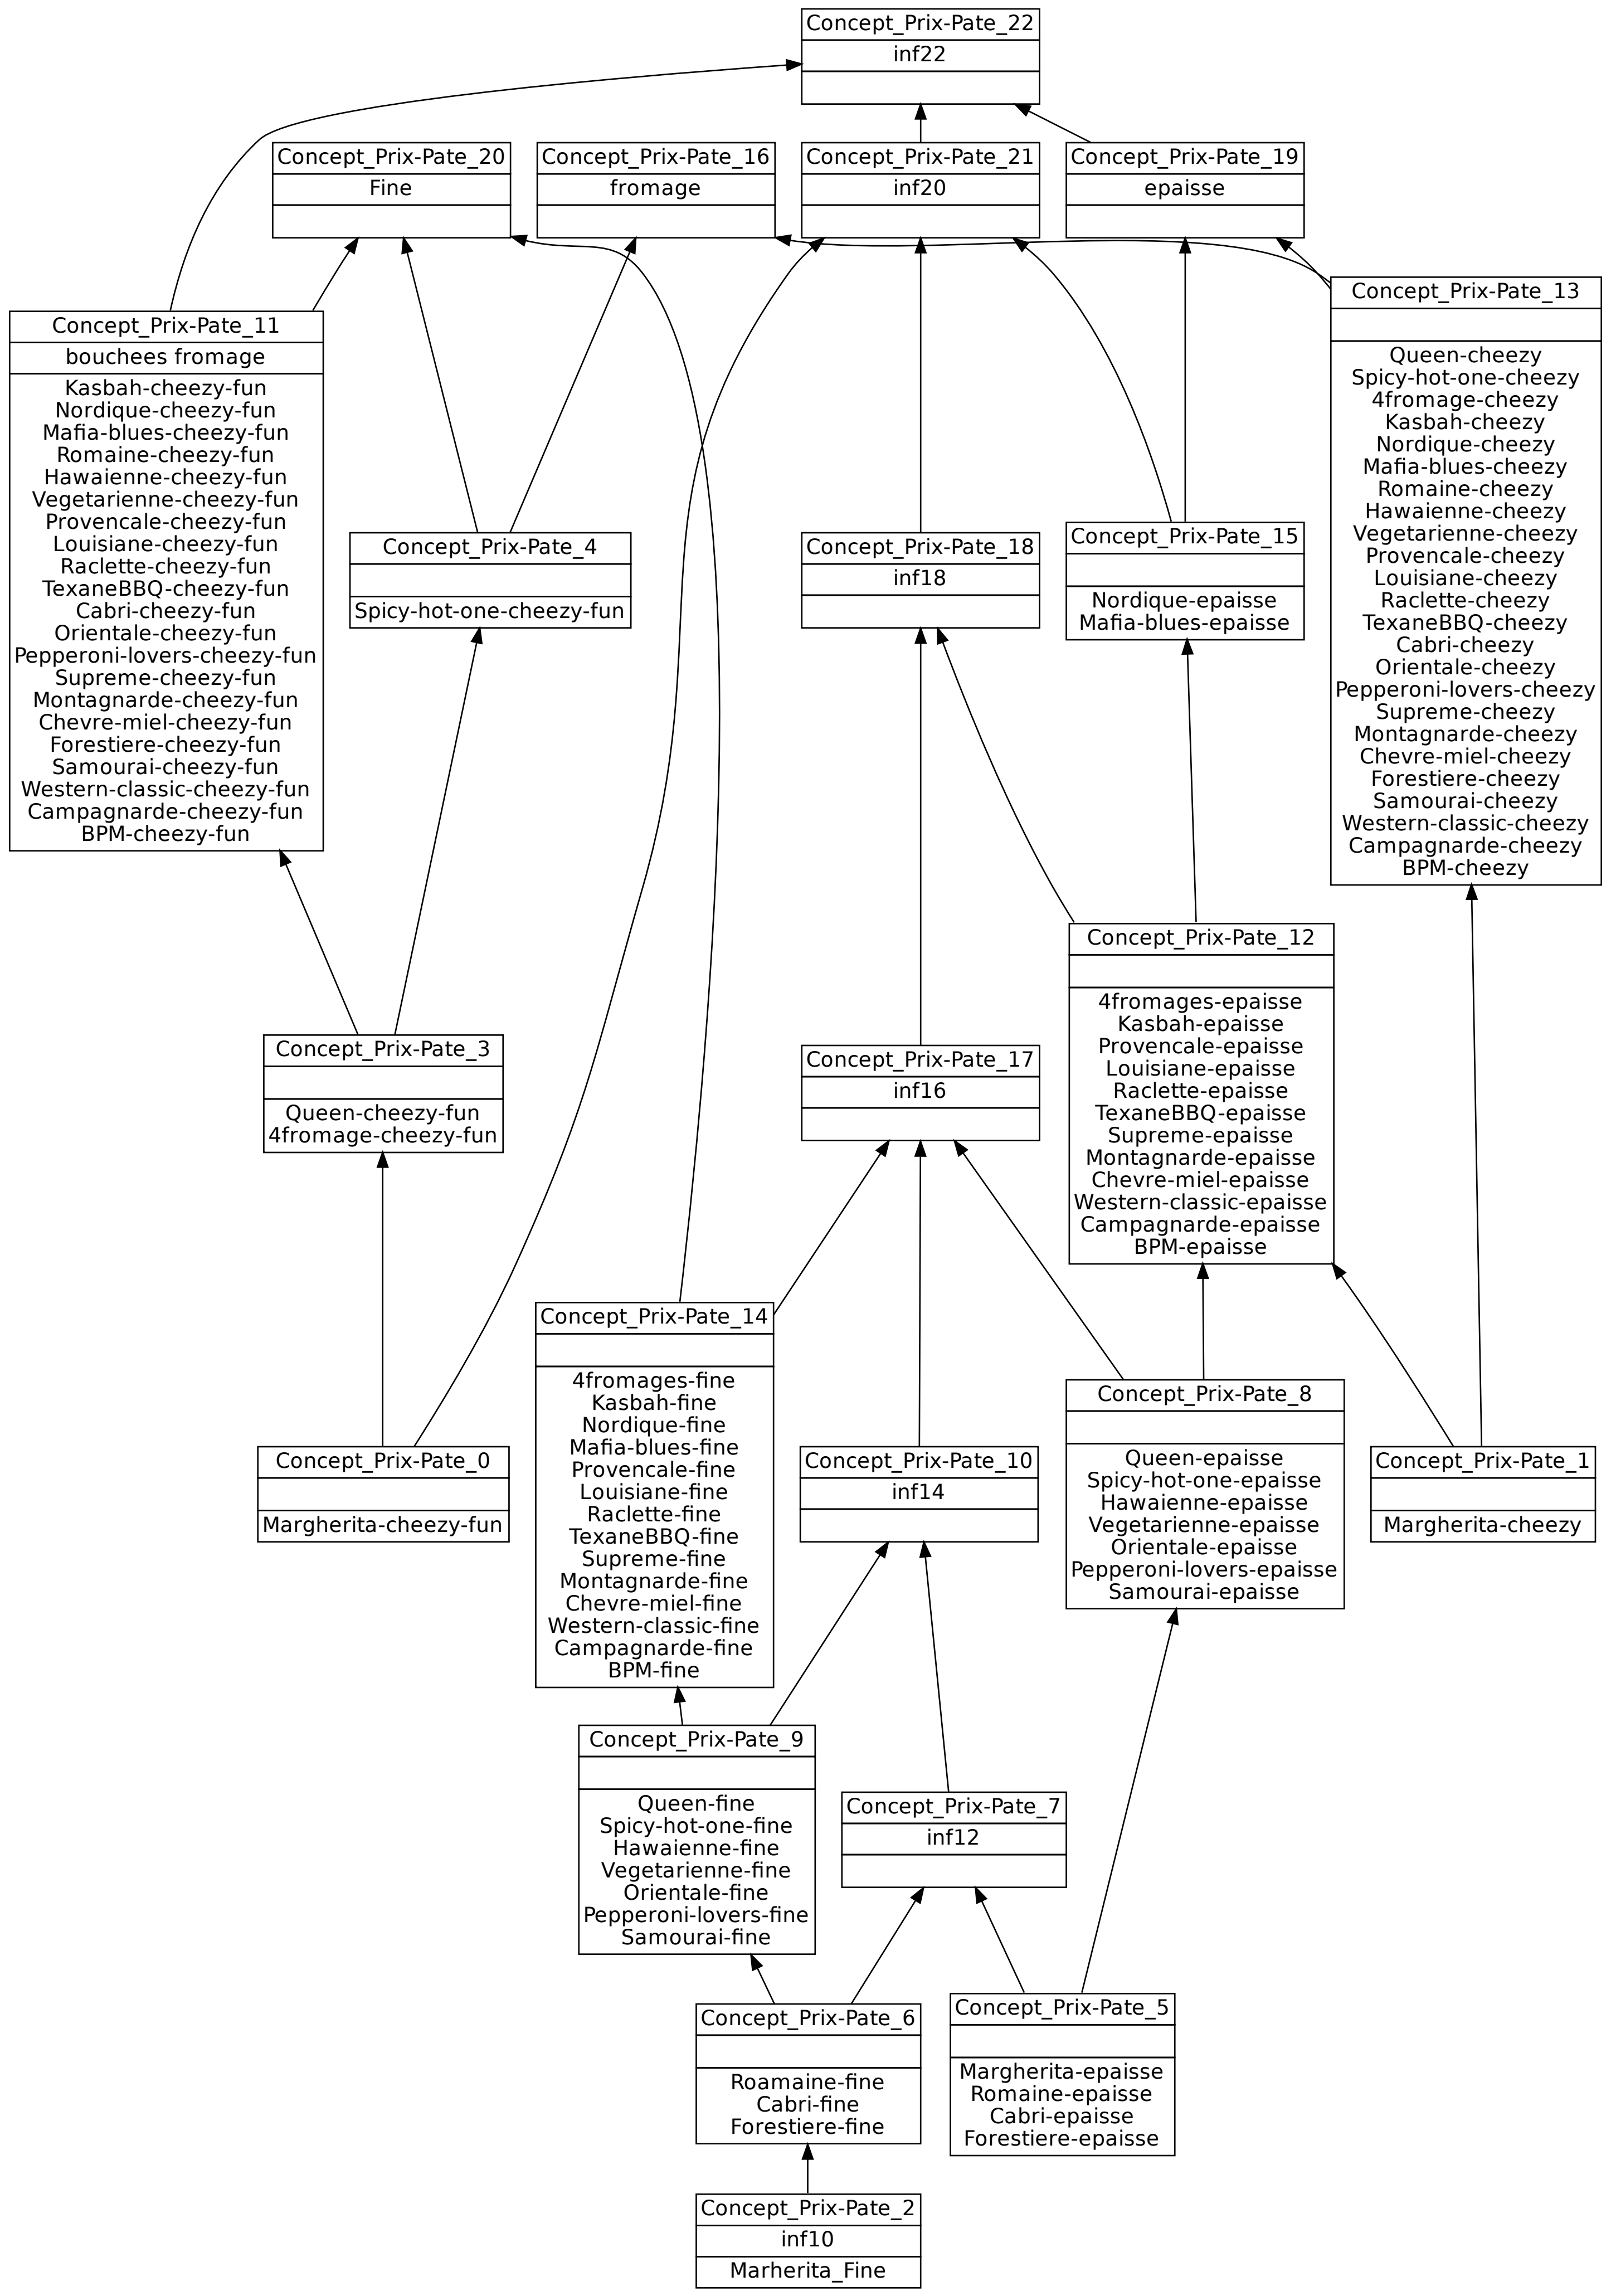 Concept_Prix-Pate_22
inf22
Concept_Prix-Pate_20
Fine
Concept_Prix-Pate_16
fromage
Concept_Prix-Pate_21
inf20
Concept_Prix-Pate_19
epaisse
Concept_Prix-Pate_13
Queen-cheezy
Spicy-hot-one-cheezy
4fromage-cheezy
Kasbah-cheezy
Nordique-cheezy
Mafia-blues-cheezy
Romaine-cheezy
Hawaienne-cheezy
Vegetarienne-cheezy
Provencale-cheezy
Louisiane-cheezy
Raclette-cheezy
TexaneBBQ-cheezy
Cabri-cheezy
Orientale-cheezy
Pepperoni-lovers-cheezy
Supreme-cheezy
Montagnarde-cheezy
Chevre-miel-cheezy
Forestiere-cheezy
Samourai-cheezy
Western-classic-cheezy
Campagnarde-cheezy
BPM-cheezy
Concept_Prix-Pate_11
bouchees fromage
Kasbah-cheezy-fun
Nordique-cheezy-fun
Mafia-blues-cheezy-fun
Romaine-cheezy-fun
Hawaienne-cheezy-fun
Vegetarienne-cheezy-fun
Provencale-cheezy-fun
Louisiane-cheezy-fun
Raclette-cheezy-fun
TexaneBBQ-cheezy-fun
Cabri-cheezy-fun
Orientale-cheezy-fun
Pepperoni-lovers-cheezy-fun
Supreme-cheezy-fun
Montagnarde-cheezy-fun
Chevre-miel-cheezy-fun
Forestiere-cheezy-fun
Samourai-cheezy-fun
Western-classic-cheezy-fun
Campagnarde-cheezy-fun
BPM-cheezy-fun
Concept_Prix-Pate_4
Spicy-hot-one-cheezy-fun
Concept_Prix-Pate_18
inf18
Concept_Prix-Pate_15
Nordique-epaisse
Mafia-blues-epaisse
Concept_Prix-Pate_12
4fromages-epaisse
Kasbah-epaisse
Provencale-epaisse
Louisiane-epaisse
Raclette-epaisse
TexaneBBQ-epaisse
Supreme-epaisse
Montagnarde-epaisse
Chevre-miel-epaisse
Western-classic-epaisse
Campagnarde-epaisse
BPM-epaisse
Concept_Prix-Pate_3
Queen-cheezy-fun
4fromage-cheezy-fun
Concept_Prix-Pate_17
inf16
Concept_Prix-Pate_14
4fromages-fine
Kasbah-fine
Nordique-fine
Mafia-blues-fine
Provencale-fine
Louisiane-fine
Raclette-fine
TexaneBBQ-fine
Supreme-fine
Montagnarde-fine
Chevre-miel-fine
Western-classic-fine
Campagnarde-fine
BPM-fine
Concept_Prix-Pate_8
Queen-epaisse
Spicy-hot-one-epaisse
Hawaienne-epaisse
Vegetarienne-epaisse
Orientale-epaisse
Pepperoni-lovers-epaisse
Samourai-epaisse
Concept_Prix-Pate_0
Margherita-cheezy-fun
Concept_Prix-Pate_10
inf14
Concept_Prix-Pate_1
Margherita-cheezy
Concept_Prix-Pate_9
Queen-fine
Spicy-hot-one-fine
Hawaienne-fine
Vegetarienne-fine
Orientale-fine
Pepperoni-lovers-fine
Samourai-fine
Concept_Prix-Pate_7
inf12
Concept_Prix-Pate_6
Roamaine-fine
Cabri-fine
Forestiere-fine
Concept_Prix-Pate_5
Margherita-epaisse
Romaine-epaisse
Cabri-epaisse
Forestiere-epaisse
Concept_Prix-Pate_2
inf10
Marherita_Fine